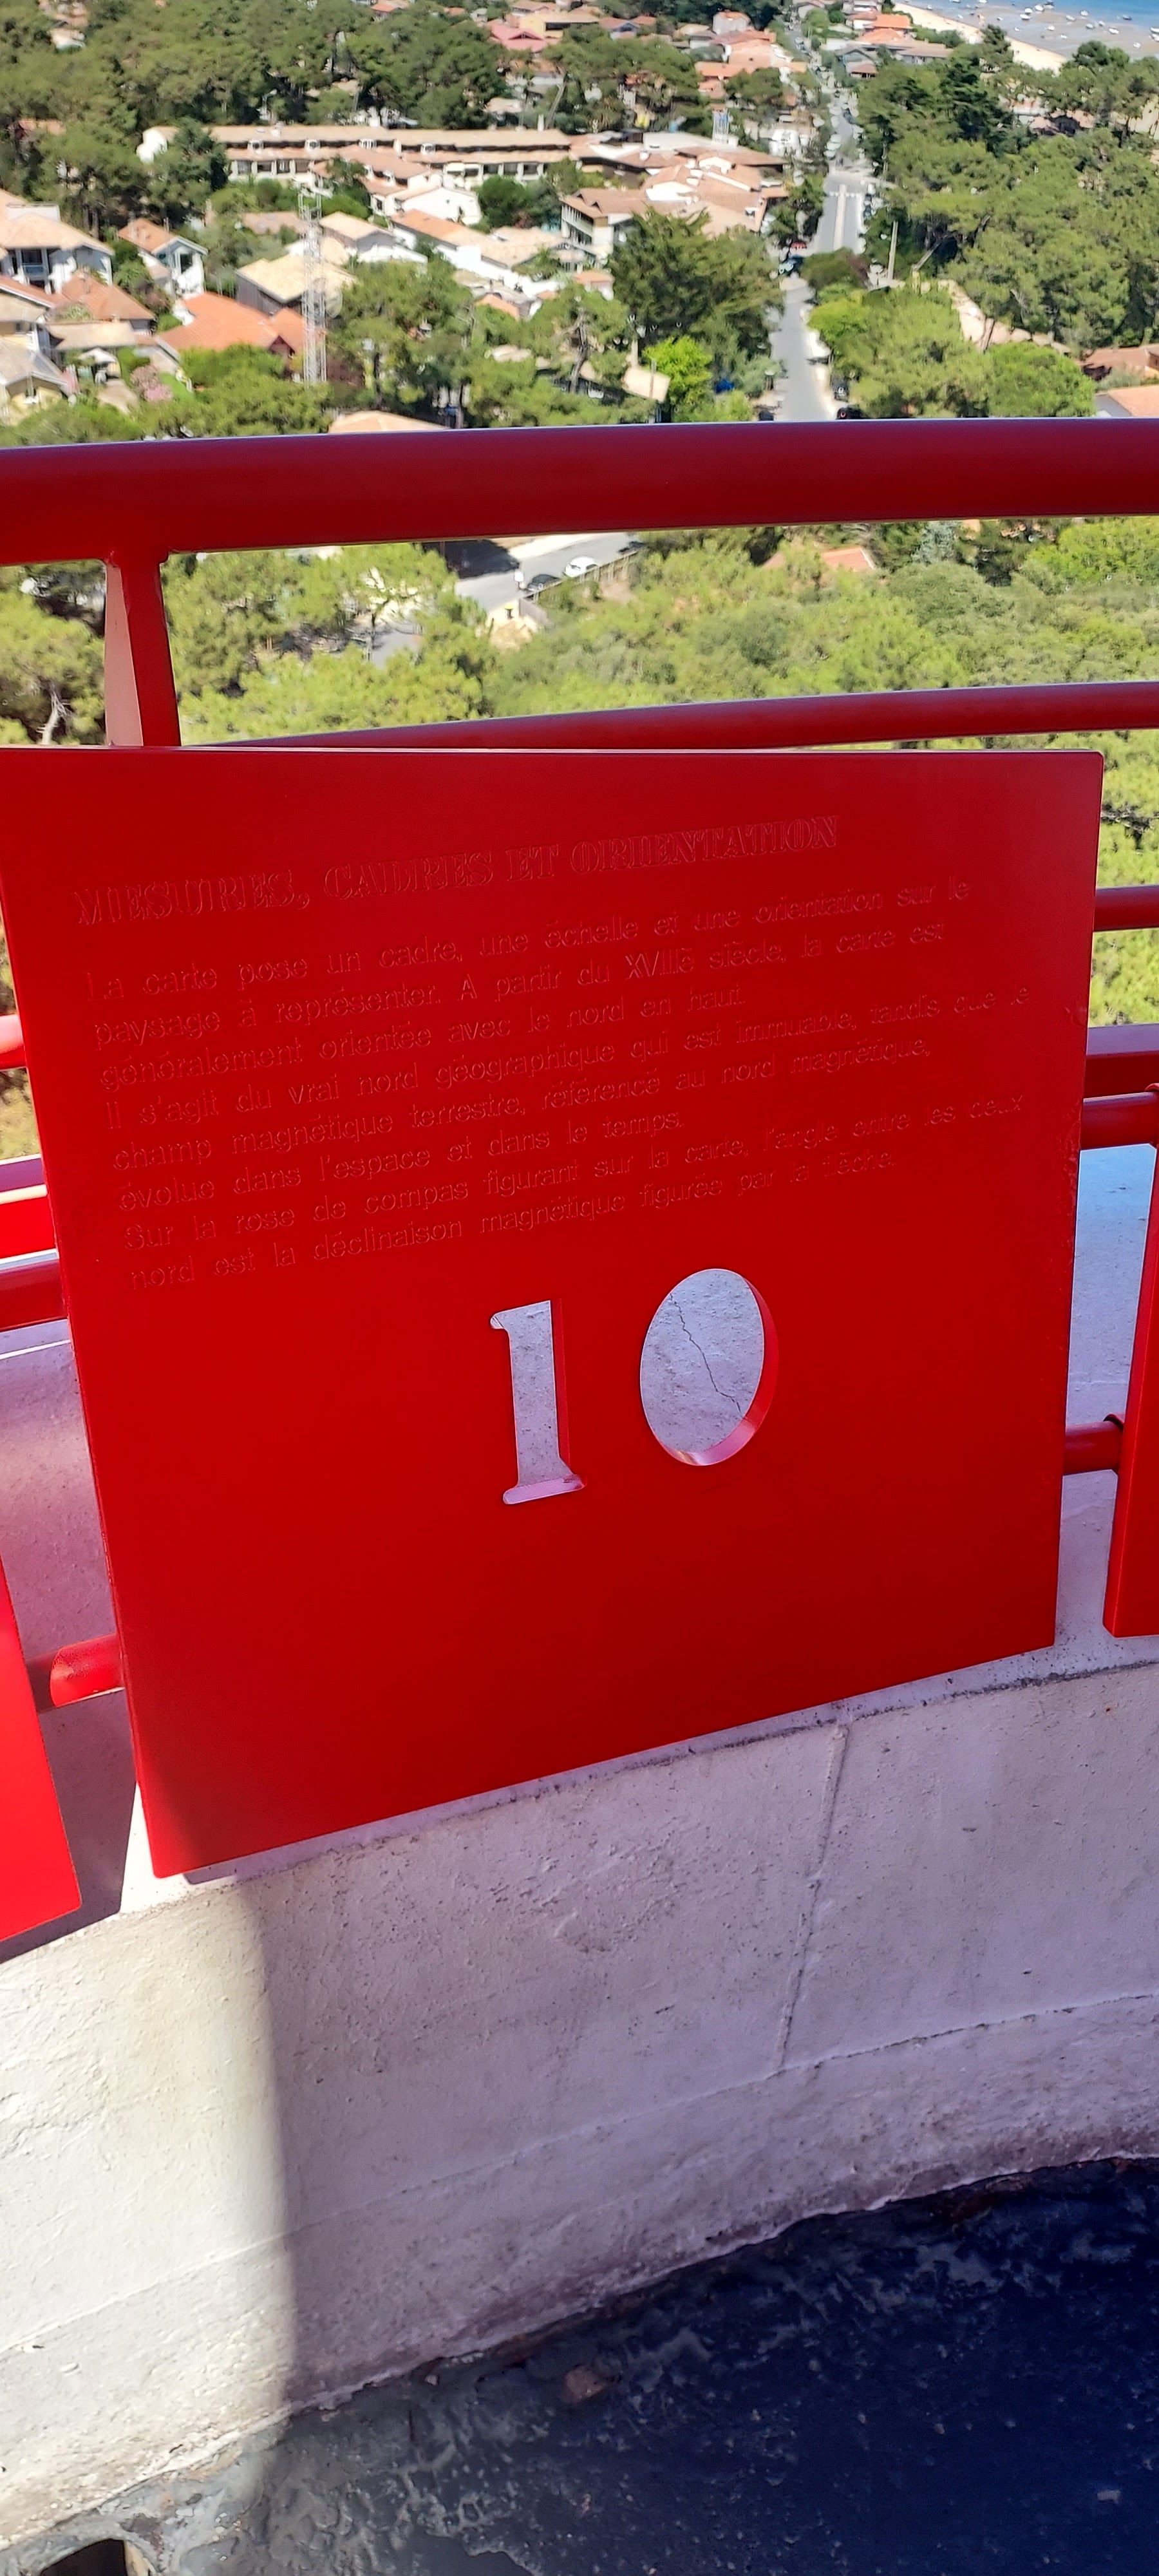 MESURES, CADRES ET ORIENTATION
La carte pose un cadre, une échelle et une orientation sur le
paysage à représenter. A partir du XVIIIè siècle, la carte est
généralement orientée avec le nord en haut.
Il s'agit du vrai nord géographique qui est immuable, tandis que le
champ magnétique terrestre, référencé au nord magnétique,
évolue dans l'espace et dans le temps.
Sur la rose de compas figurant sur la carte, l'angle entre les deux
nord est la déclinaison magnétique figurée par la flèche.
10